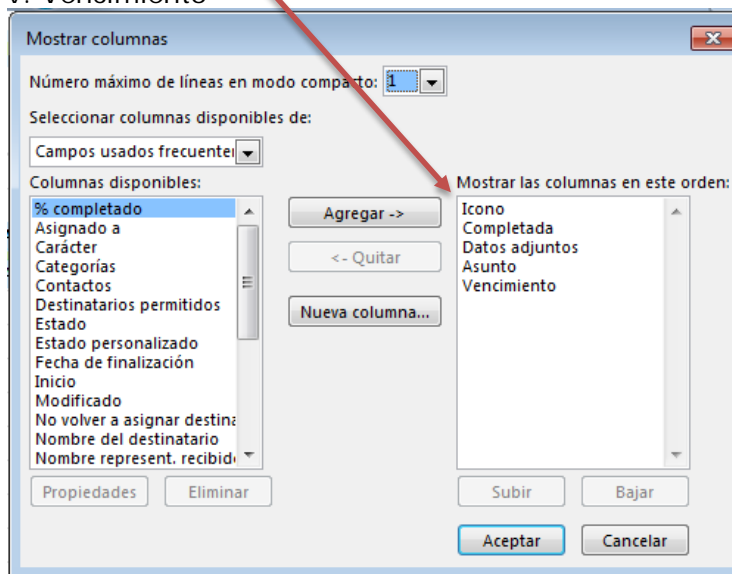 v. Vencimiento
Mostrar columnas
Número máximo de líneas en modo compacto: 1
Seleccionar columnas disponibles de:
Campos usados frecuenter
Columnas disponibles:
% completado
Asignado a
Carácter
Categorías
Contactos
Destinatarios permitidos
Estado
Estado personalizado
Fecha de finalización
Inicio
Modificado
No volver a asignar destina
Nombre del destinatario
Nombre represent. recibid
Agregar ->
<- Quitar
Nueva columna...
Mostrar las columnas en este orden:
Icono
Completada
Datos adjuntos
Asunto
Vencimiento
Propiedades
Eliminar
Subir
Bajar
Aceptar
Cancelar